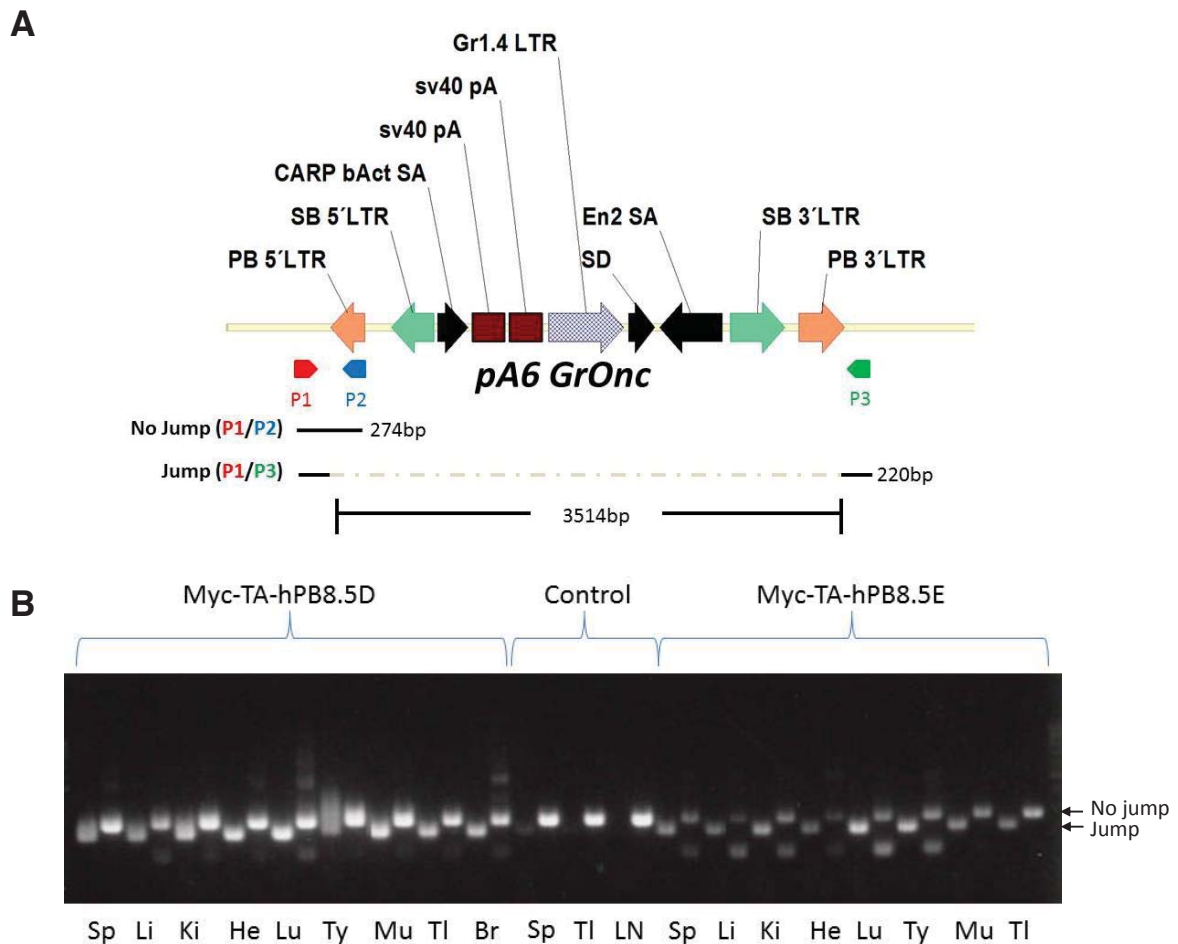 A
Gr1.4 LTR
sv40 pA
sv40 pA
CARP bAct SA
SB 5´LTR
En2 SA
SB 3´LTR
PB 5´LTR
SD
PB 3´LTR
pA6 GrOnc
P1
P2
P3
No Jump (P1/P2)
274bp
Jump (P1/P3)
220bp
3514bp
B
Myc-TA-hPB8.5D
Control
Myc-TA-hPB8.5E
No jump
Jump
Sp Li Ki He Lu Ty Mu Tl Br Sp Tl LN Sp Li Ki He Lu Ty Mu Tl